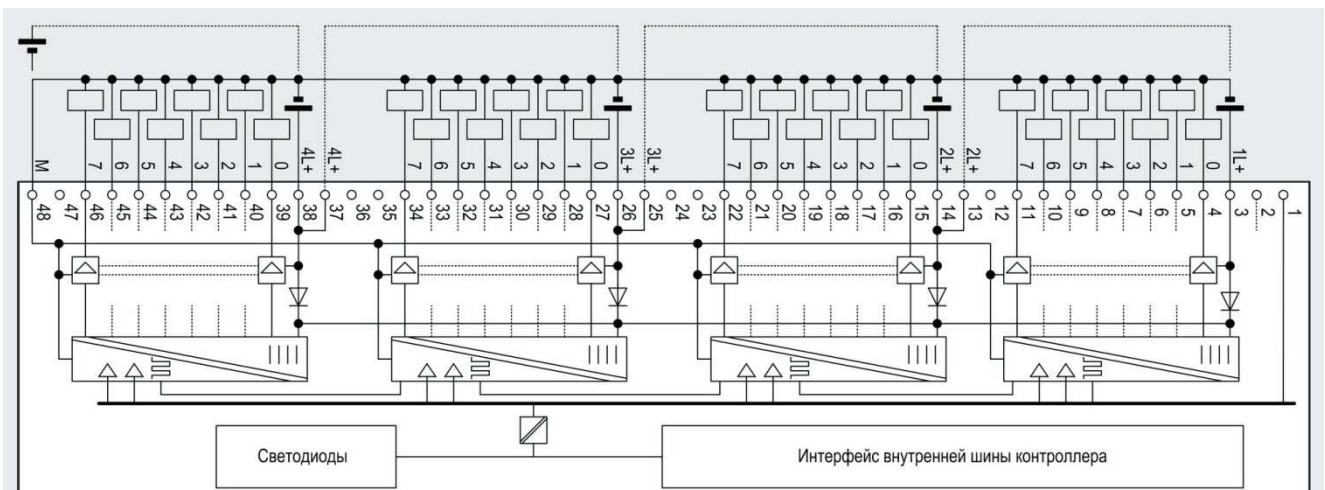 M 7 6 5 4 3 2 1 0 4L+ 4L+ 7 6 5 4 3 2 1 0 3L+ 3L+ 7 6 5 4 3 2 1 0 2L+ 2L+ 7 6 5 4 3 2 1 0 1L+
48 47 46 45 44 43 42 41 40 39 38 37 36 35 34 33 32 31 30 29 28 27 26 25 24 23 22 21 20 19 18 17 16 15 14 13 12 11 10 9 8 7 6 5 4 3 2 1
Светодиоды
Интерфейс внутренней шины контроллера